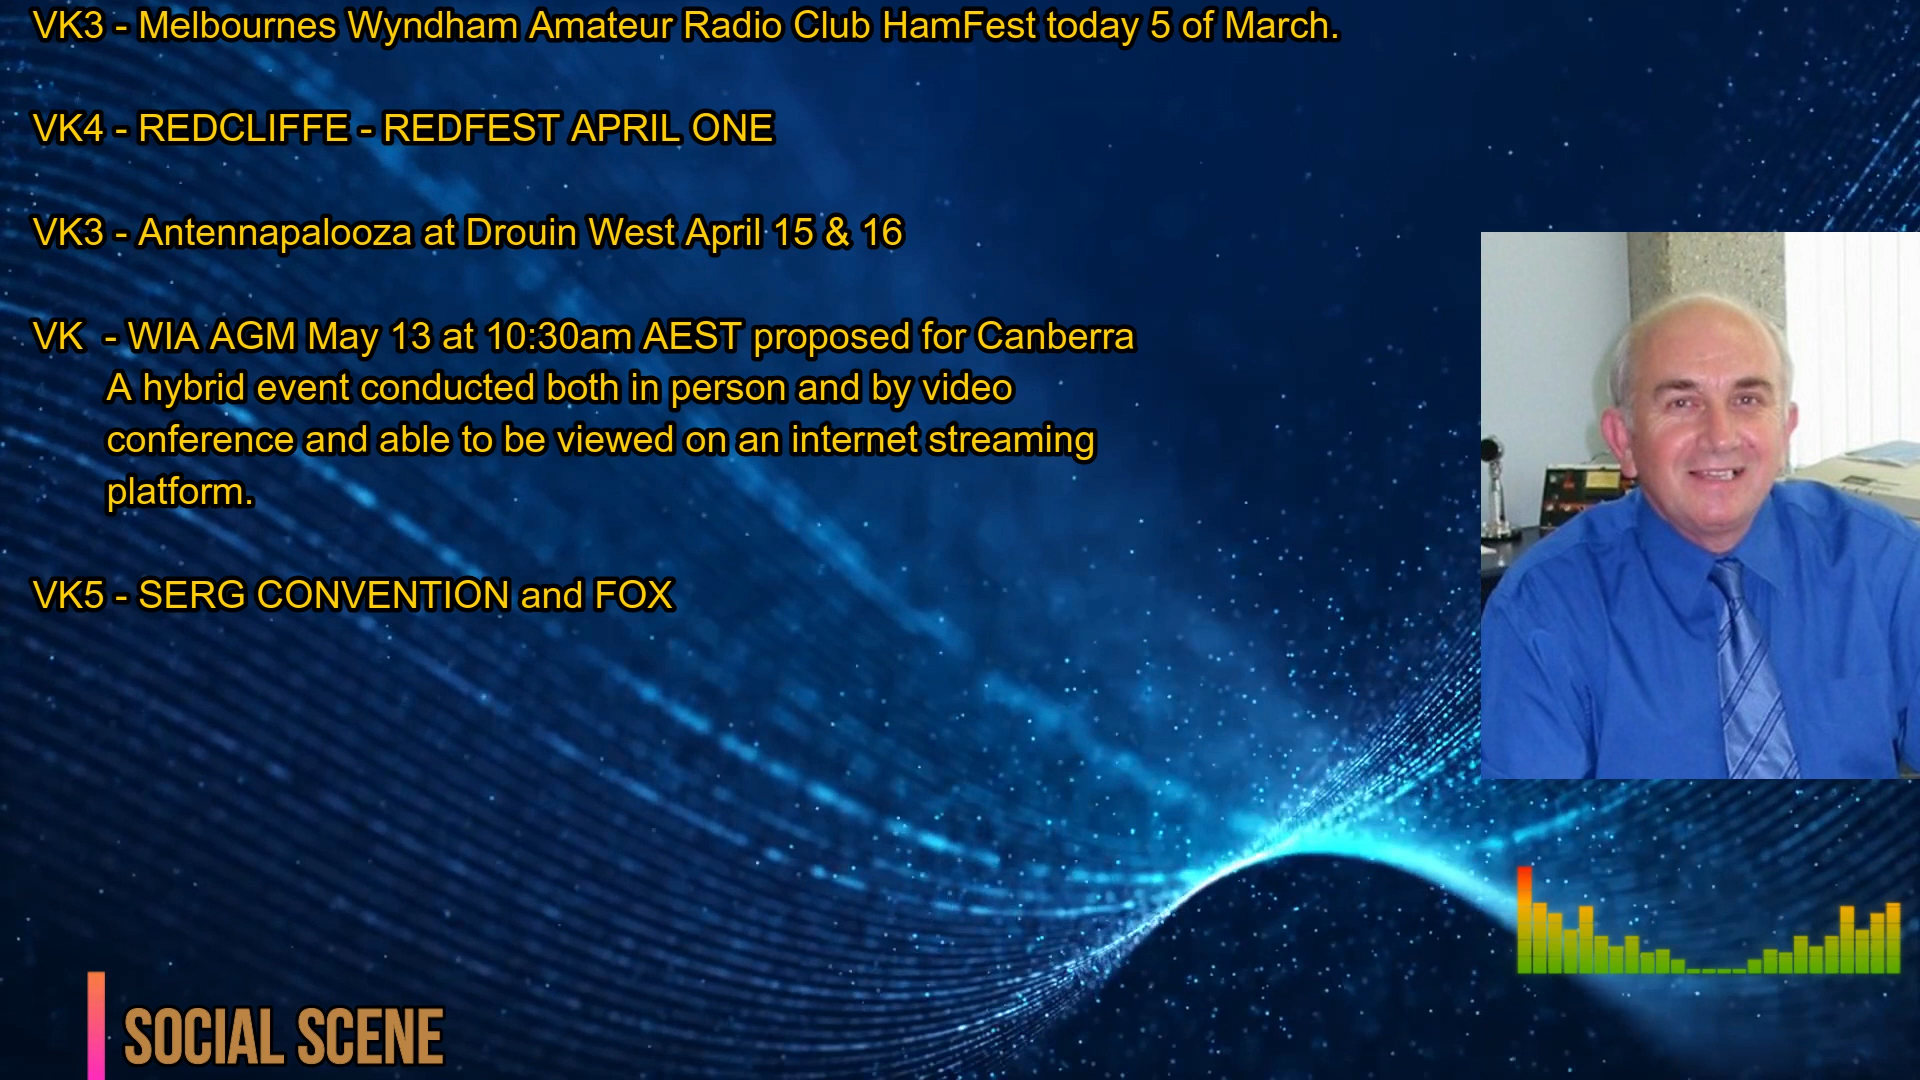 VK3 - Melbournes Wyndham Amateur Radio Club HamFest today 5 of March.
VK4 - REDCLIFFE - REDFEST APRIL ONE
VK3 - Antennapalooza at Drouin West April 15 & 16
VK - WIA AGM May 13 at 10:30am AEST proposed for Canberra
A hybrid event conducted both in person and by video
conference and able to be viewed on an internet streaming
platform.
VK5 - SERG CONVENTION and FOX
SOCIAL SCENE